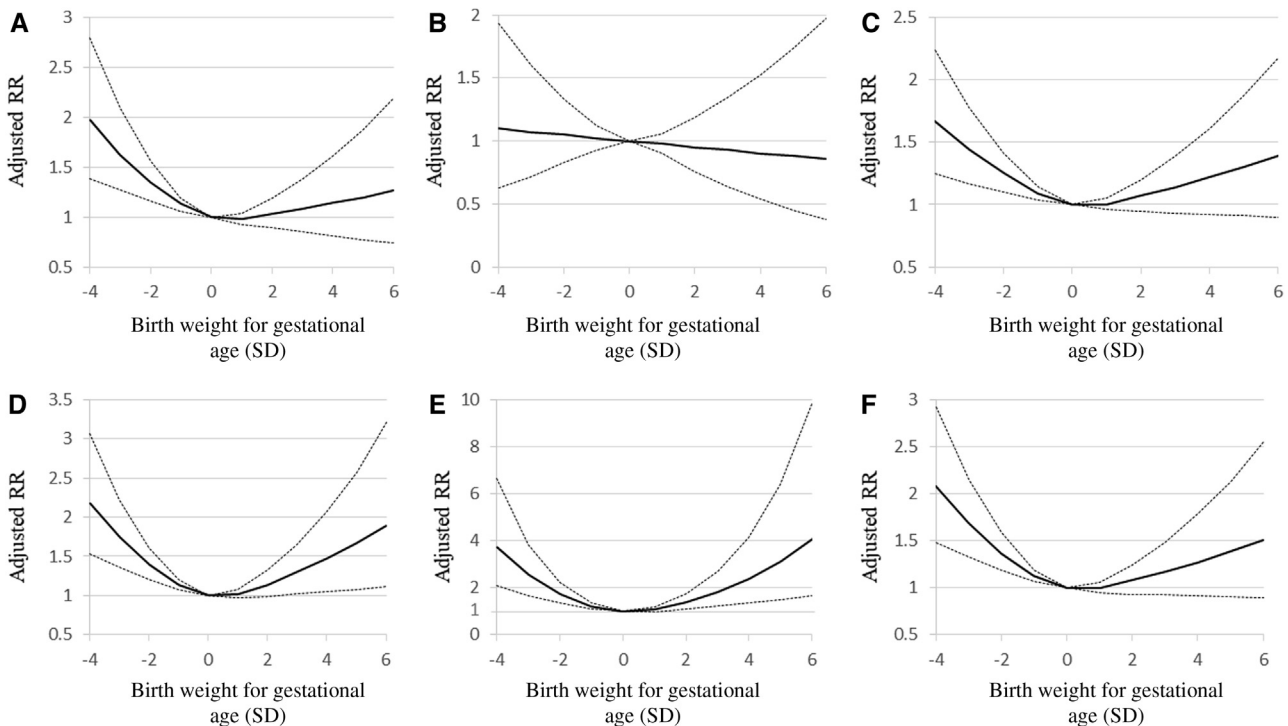 A
3
2.5
2
1.5
1
0.5
Adjusted RR
-4 -2 0 2 4 6
Birth weight for gestational
age (SD)
B
2
1.5
1
0.5
0
Adjusted RR
-4 -2 0 2 4 6
Birth weight for gestational
age (SD)
C
2.5
2
1.5
1
0.5
Adjusted RR
-4 -2 0 2 4 6
Birth weight for gestational
age (SD)
D
3.5
3
2.5
2
1.5
1
0.5
Adjusted RR
-4 -2 0 2 4 6
Birth weight for gestational
age (SD)
E
10
8
6
4
2
1
0
Adjusted RR
-4 -2 0 2 4 6
Birth weight for gestational
age (SD)
F
3
2.5
2
1.5
1
0.5
Adjusted RR
-4 -2 0 2 4 6
Birth weight for gestational
age (SD)